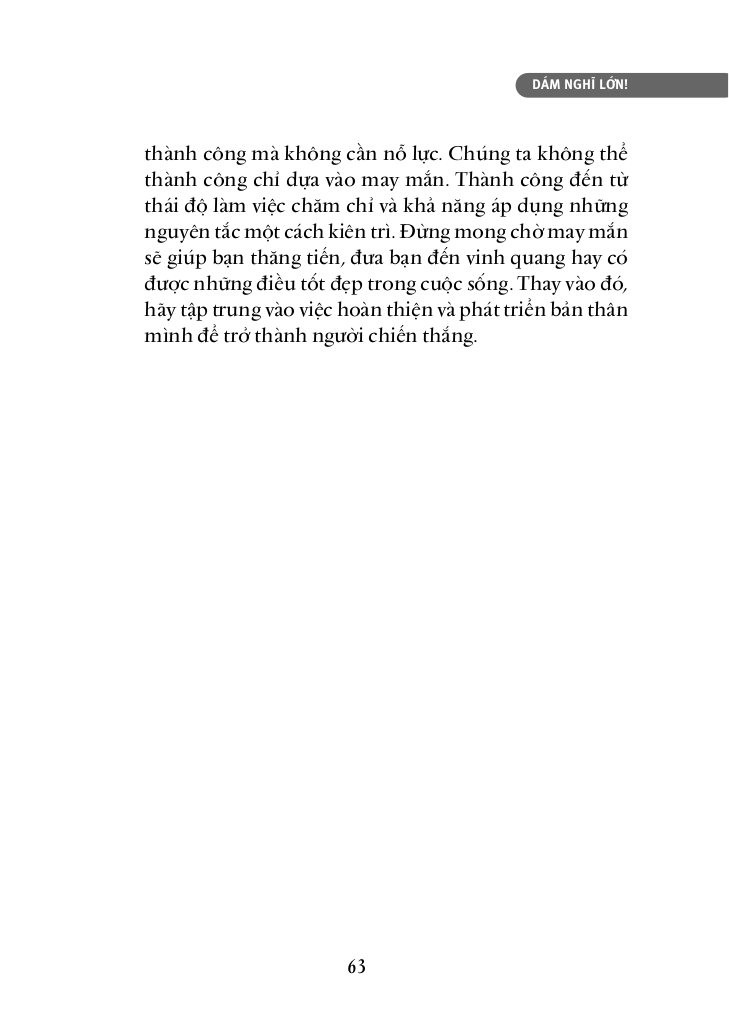 DÁM NGHĨ LỚN!
thành công mà không cần nỗ lực. Chúng ta không thể
thành công chỉ dựa vào may mắn. Thành công đến từ
thái độ làm việc chăm chỉ và khả năng áp dụng những
nguyên tắc một cách kiên trì. Đừng mong chờ may mắn
sẽ giúp bạn thăng tiến, đưa bạn đến vinh quang hay có
được những điều tốt đẹp trong cuộc sống. Thay vào đó,
hãy tập trung vào việc hoàn thiện và phát triển bản thân
mình để trở thành người chiến thắng.
63